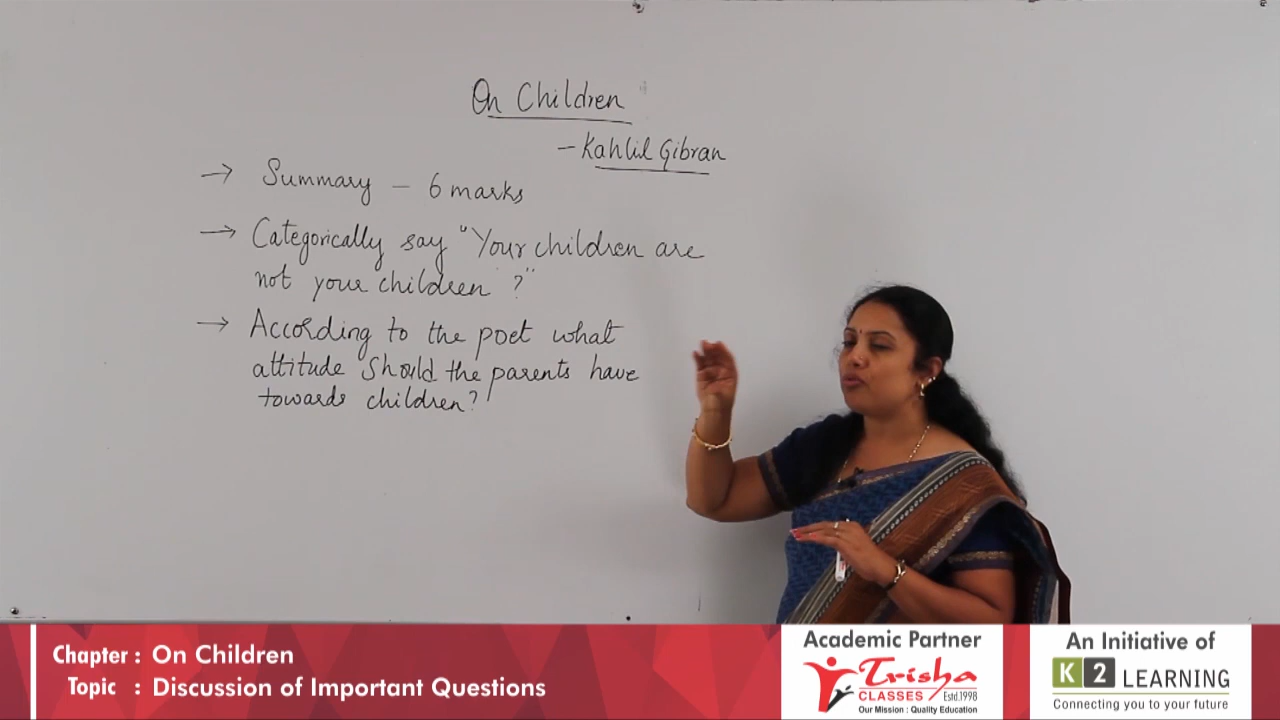 On Children
- Kahlil Gibran
→ Summary - 6 marks
→ Categorically say "Your children are
not your children ?"
→ According to the poet what
attitude Should the parents have
towards children?
Chapter : On Children
Topic : Discussion of Important Questions
Academic Partner
Trisha
CLASSES Estd.1998
Our Mission : Quality Education
An Initiative of
K2 LEARNING
Connecting you to your future